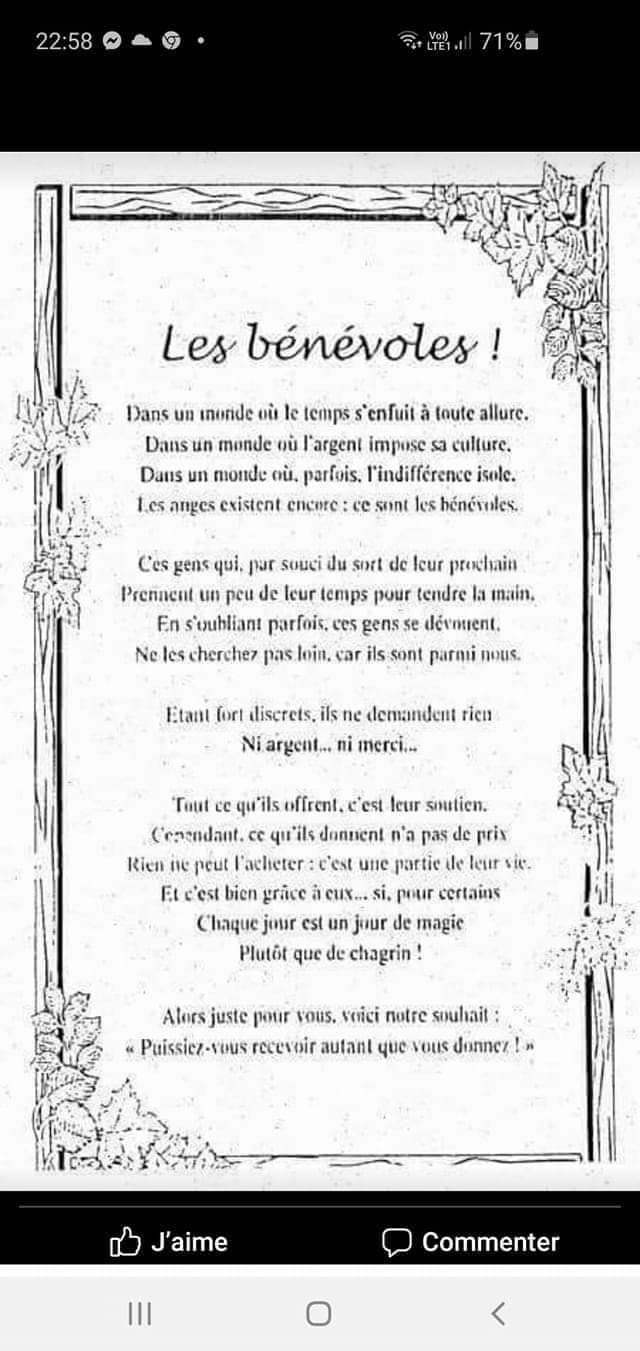 22:58
Vo)) LTE1 71%
Les bénévoles !
Dans un monde où le temps s'enfuit à toute allure.
Dans un monde où l'argent impose sa culture.
Dans un monde où, parfois, l'indifférence isole.
Les anges existent encore : ce sont les bénévoles.
Ces gens qui, par souci du sort de leur prochain
Prennent un peu de leur temps pour tendre la main.
En s'oubliant parfois, ces gens se dévouent.
Ne les cherchez pas loin, car ils sont parmi nous.
Etant fort discrets, ils ne demandent rien
Ni argent... ni merci...
Tout ce qu'ils offrent, c'est leur soutien.
Cependant, ce qu'ils donnent n'a pas de prix
Rien ne peut l'acheter : c'est une partie de leur vie.
Et c'est bien grâce à eux... si, pour certains
Chaque jour est un jour de magie
Plutôt que de chagrin !
Alors juste pour vous, voici notre souhait :
« Puissiez-vous recevoir autant que vous donnez ! »
J'aime
Commenter